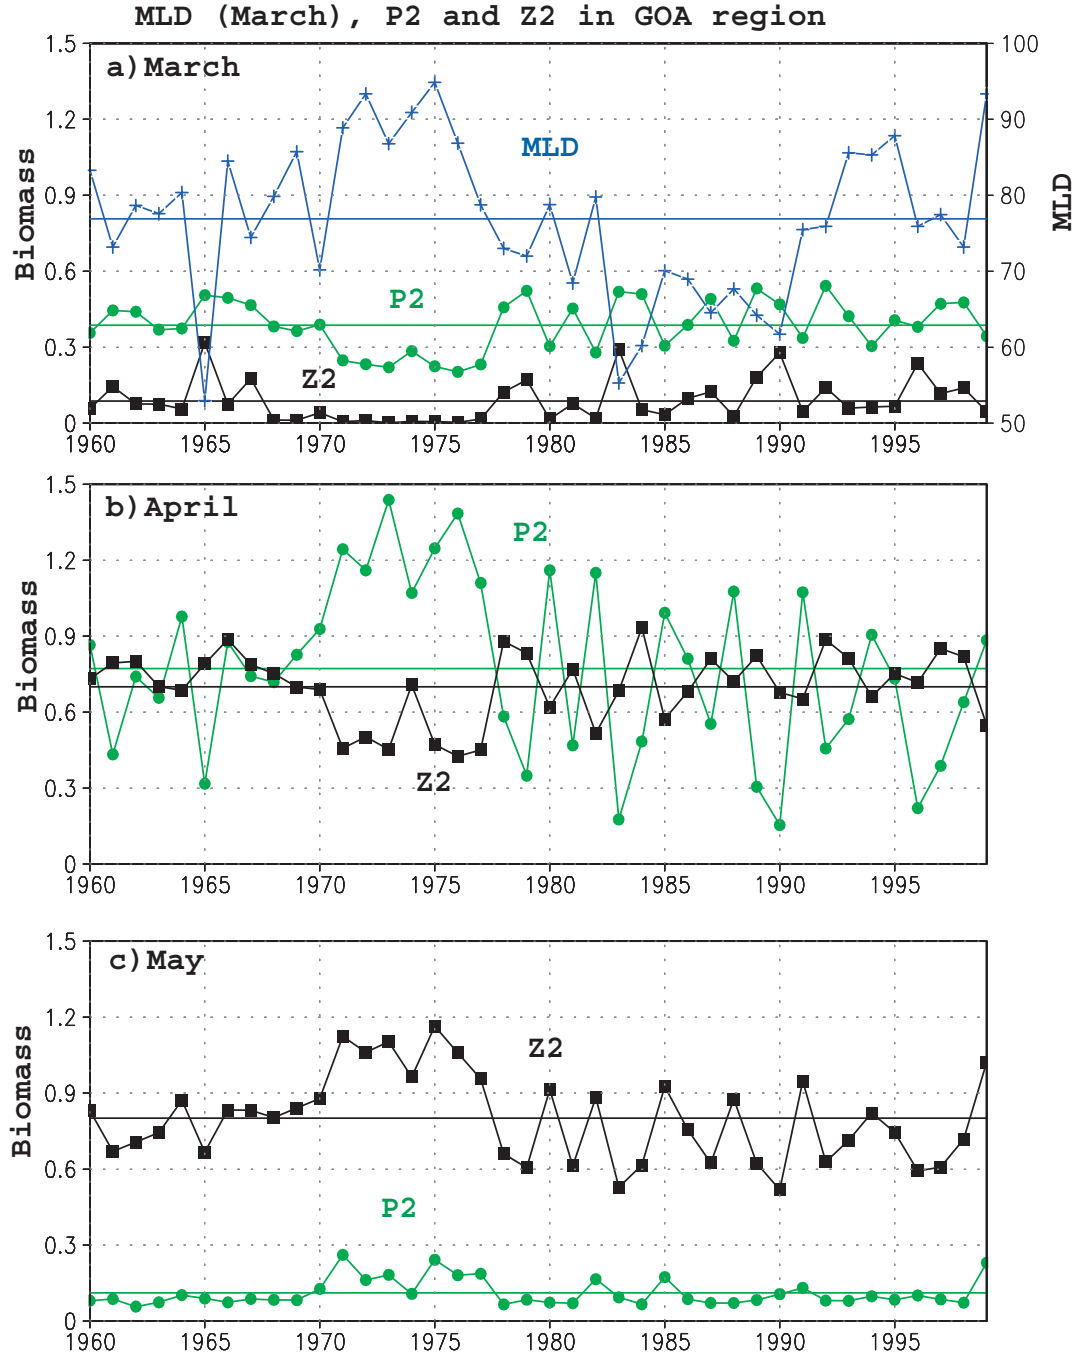 MLD (March), P2 and Z2 in GOA region
1.5
100
a) March
1.2
90
MLD
Biomass
0.9
80
MLD
0.6
70
P2
0.3
60
Z2
0
50
1960 1965 1970 1975 1980 1985 1990 1995
1.5
b) April
P2
1.2
Biomass
0.9
0.6
Z2
0.3
0
1960 1965 1970 1975 1980 1985 1990 1995
1.5
c) May
1.2
Z2
Biomass
0.9
0.6
P2
0.3
0
1960 1965 1970 1975 1980 1985 1990 1995